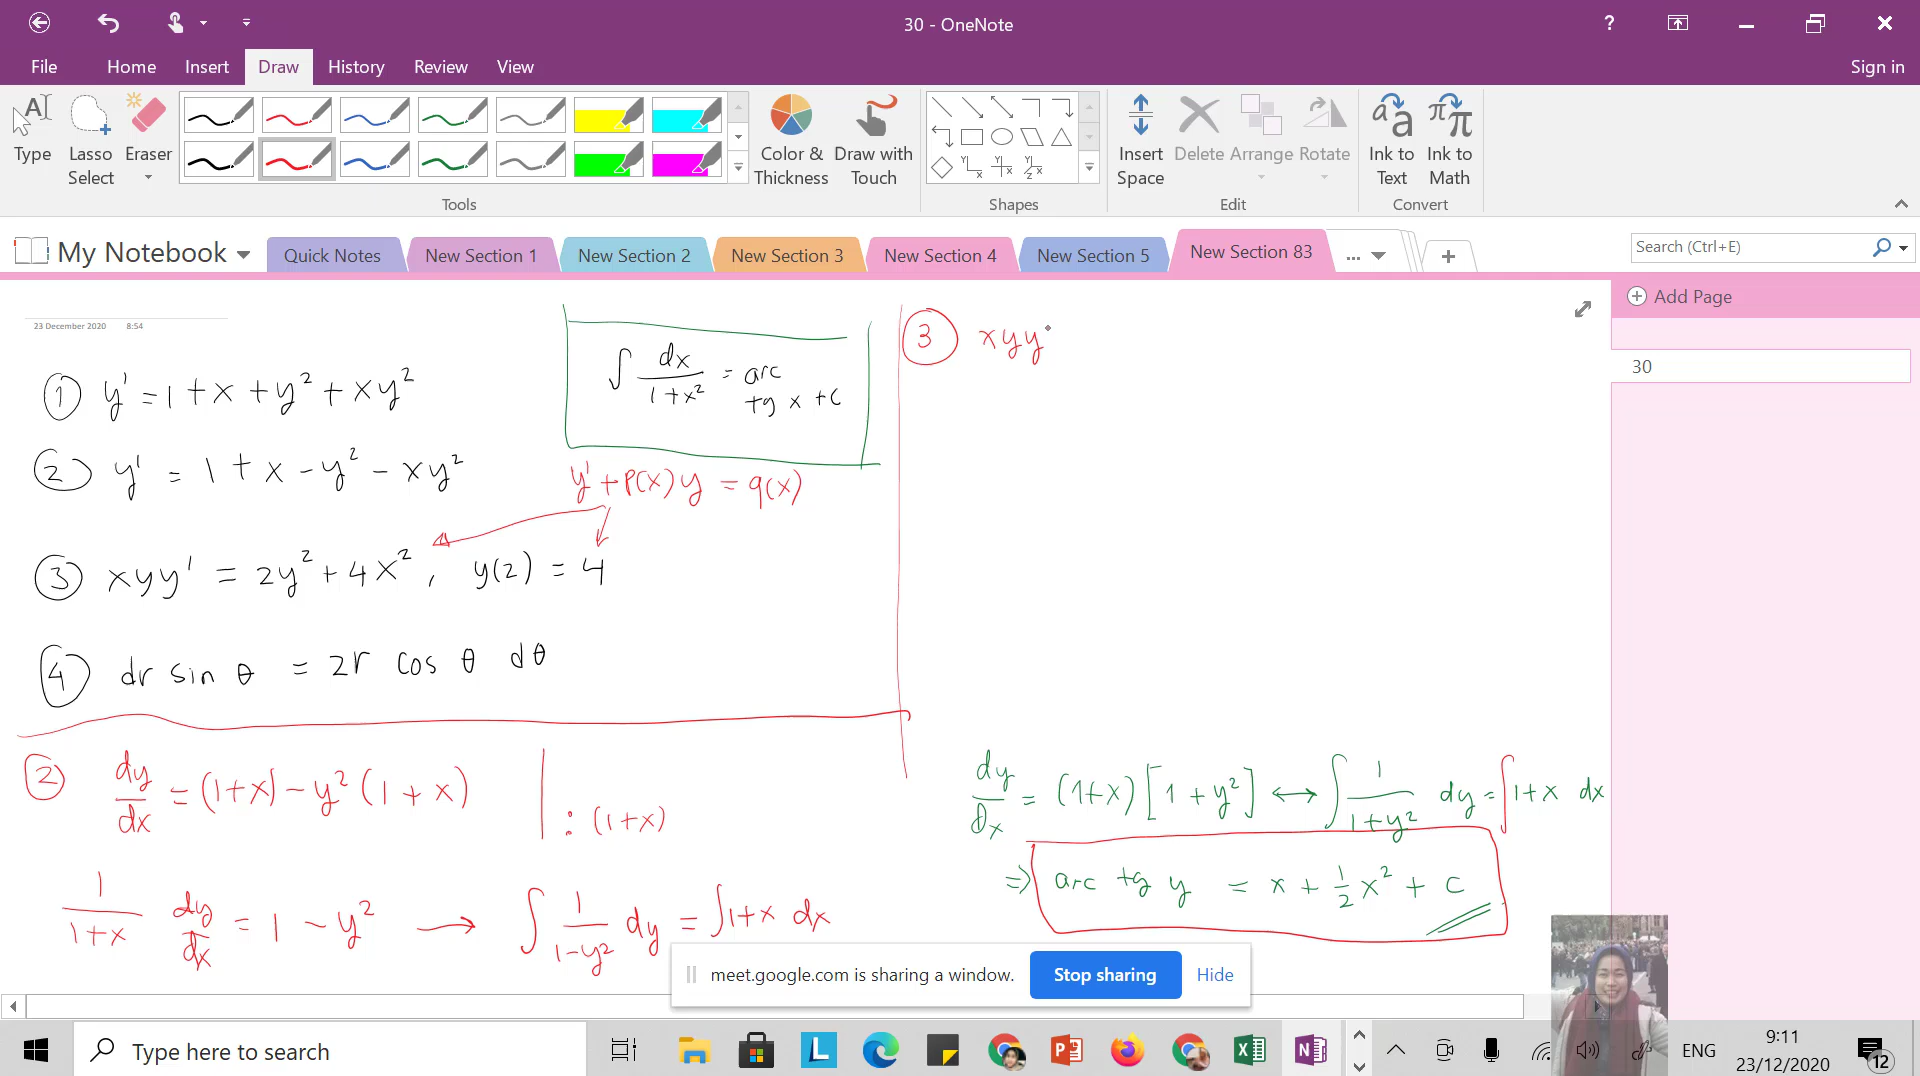 30 - OneNote
?
File Home Insert Draw History Review View
Sign in
Type
Lasso Select
Eraser
Color & Thickness
Draw with Touch
Insert Space
Delete
Arrange
Rotate
Ink to Text
Ink to Math
Tools
Shapes
Edit
Convert
My Notebook
Quick Notes
New Section 1
New Section 2
New Section 3
New Section 4
New Section 5
New Section 83
...
Search (Ctrl+E)
Add Page
30
23 December 2020 8:54
① y' = 1 + x + y² + xy²
② y' = 1 + x - y² - xy²
③ xyy' = 2y² + 4x², y(2) = 4
④ dr sin θ = 2r cos θ dθ
∫ dx/(1+x²) = arc tg x + c
y' + p(x)y = q(x)
③ xyy'
② dy/dx = (1+x) - y²(1+x) | : (1+x)
1/(1+x) dy/dx = 1 - y² → ∫ 1/(1-y²) dy = ∫ 1+x dx
dy/dx = (1+x)[1+y²] ↔ ∫ 1/(1+y²) dy = ∫ 1+x dx
⇒ arc tg y = x + 1/2 x² + c
meet.google.com is sharing a window.
Stop sharing
Hide
Type here to search
ENG
9:11
23/12/2020
12